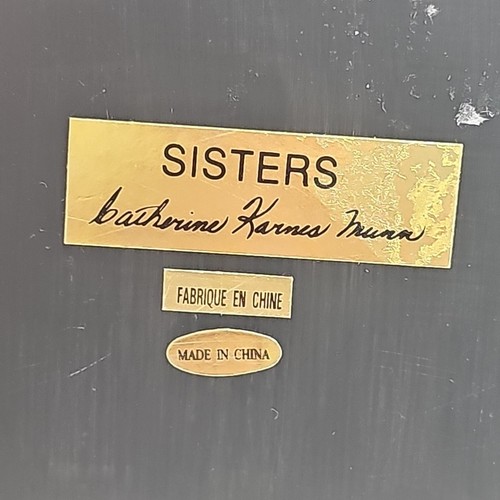 SISTERS
Catherine Karnes Munn
FABRIQUE EN CHINE
MADE IN CHINA